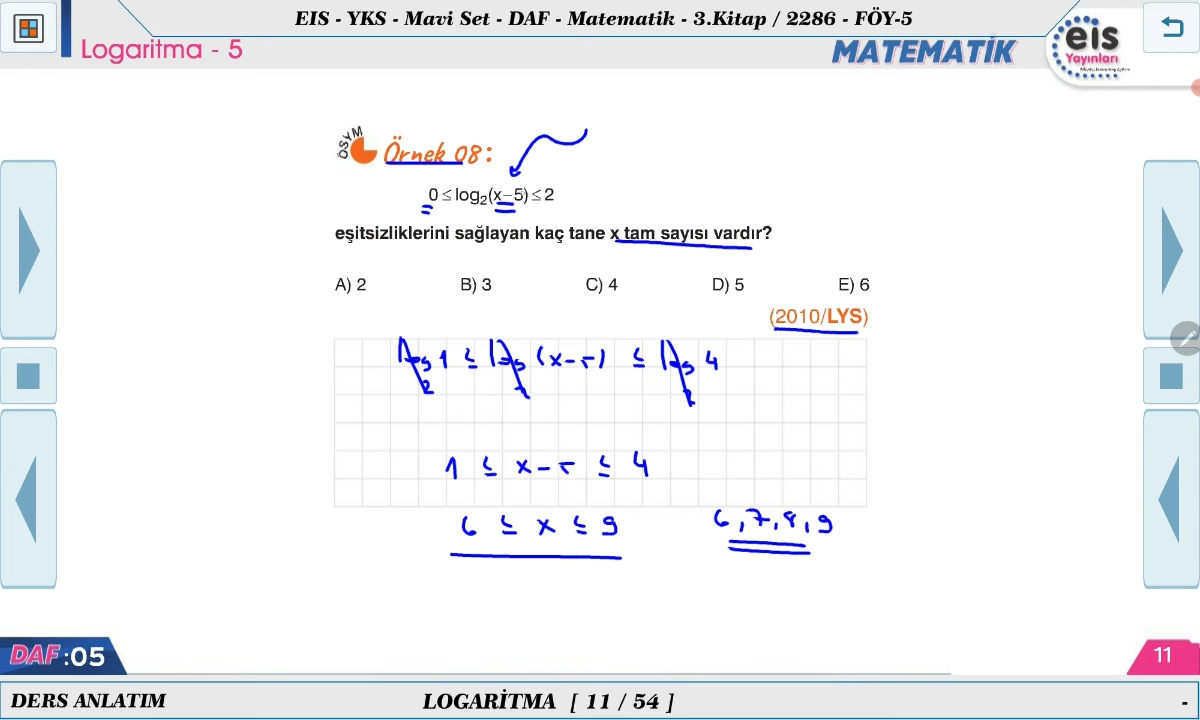 EIS - YKS - Mavi Set - DAF - Matematik - 3.Kitap / 2286 - FÖY-5
Logaritma - 5
MATEMATİK
eis
Yayınları
ÖSYM
Örnek 08:
0 ≤ log₂(x–5) ≤ 2
eşitsizliklerini sağlayan kaç tane x tam sayısı vardır?
A) 2 B) 3 C) 4 D) 5 E) 6
(2010/LYS)
log₂ 1 ≤ log₂ (x-5) ≤ log₂ 4
1 ≤ x-5 ≤ 4
6 ≤ x ≤ 9 6, 7, 8, 9
DAF:05
11
DERS ANLATIM LOGARİTMA [ 11 / 54 ] -